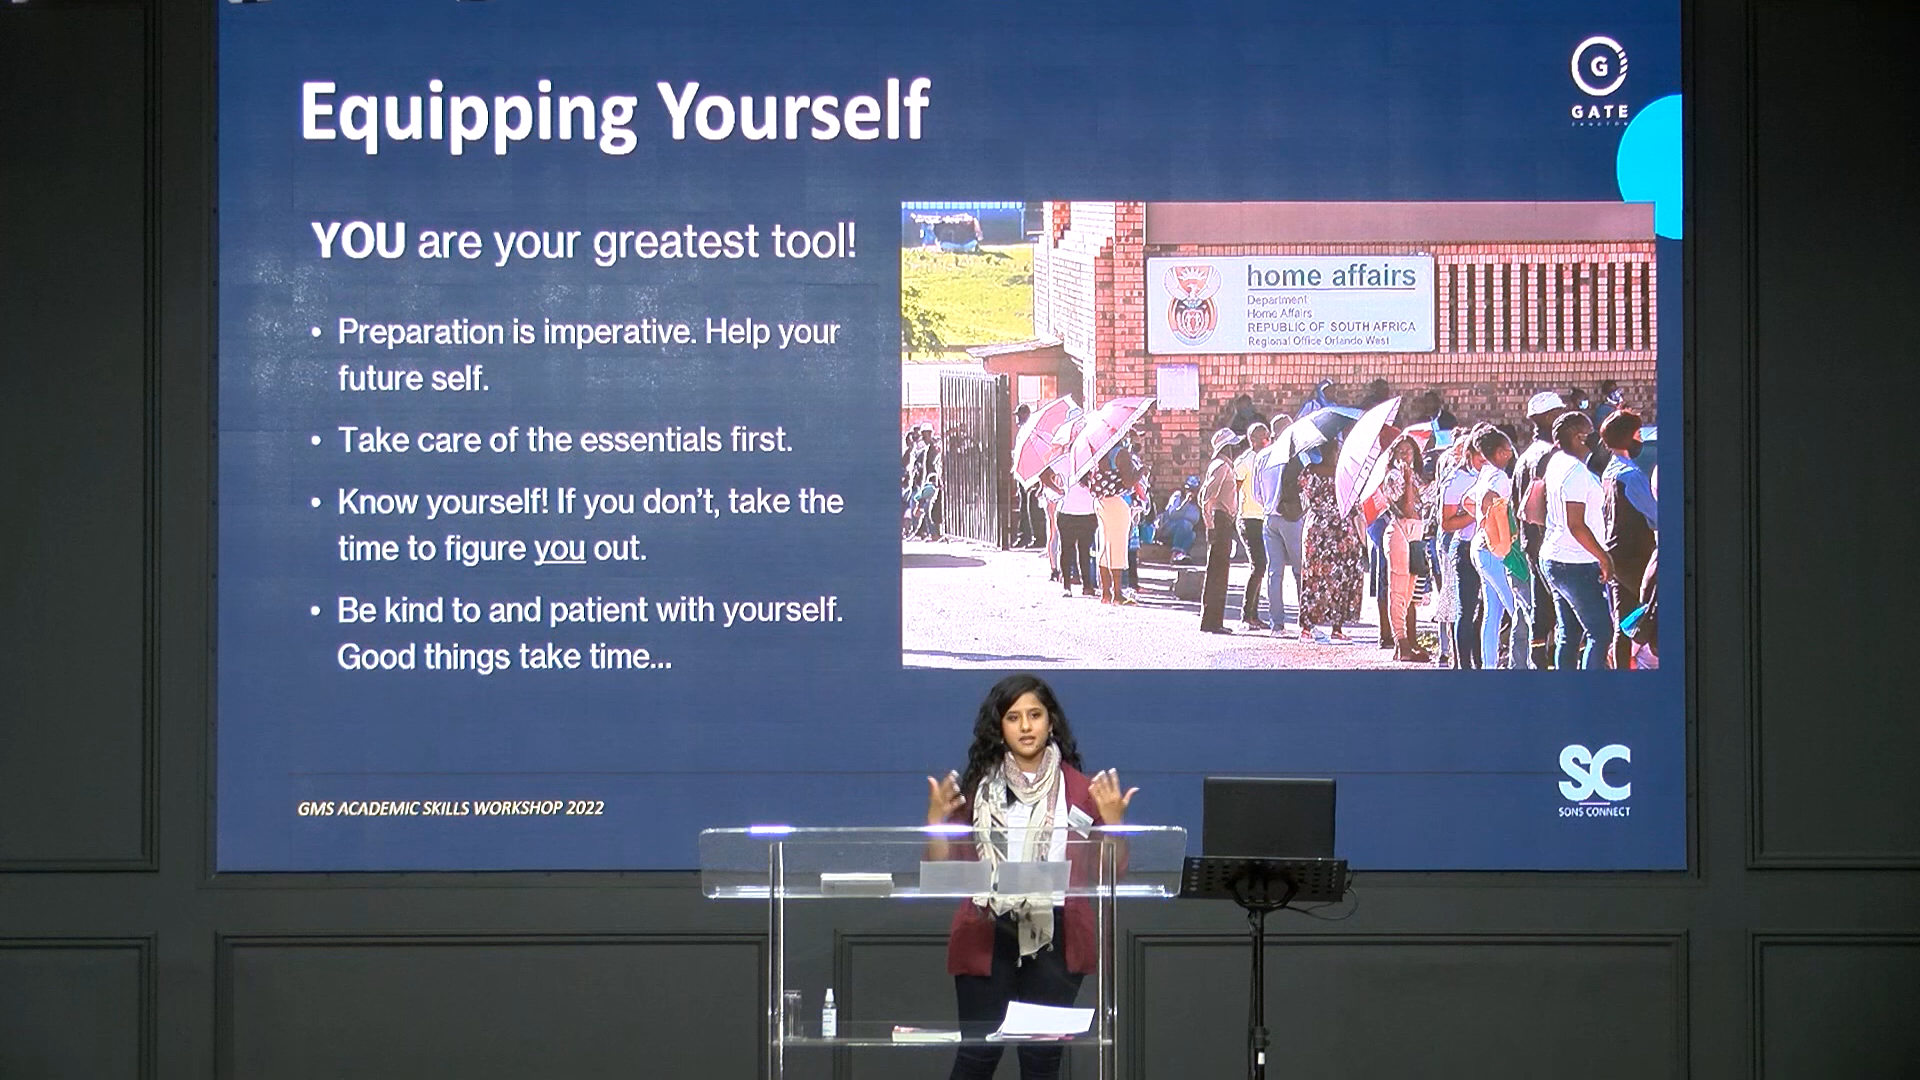 Equipping Yourself
G
GATE
YOU are your greatest tool!
• Preparation is imperative. Help your
future self.
• Take care of the essentials first.
• Know yourself! If you don't, take the
time to figure you out.
• Be kind to and patient with yourself.
Good things take time...
home affairs
Department
Home Affairs
REPUBLIC OF SOUTH AFRICA
Regional Office Orlando West
GMS ACADEMIC SKILLS WORKSHOP 2022
SC
SONS CONNECT